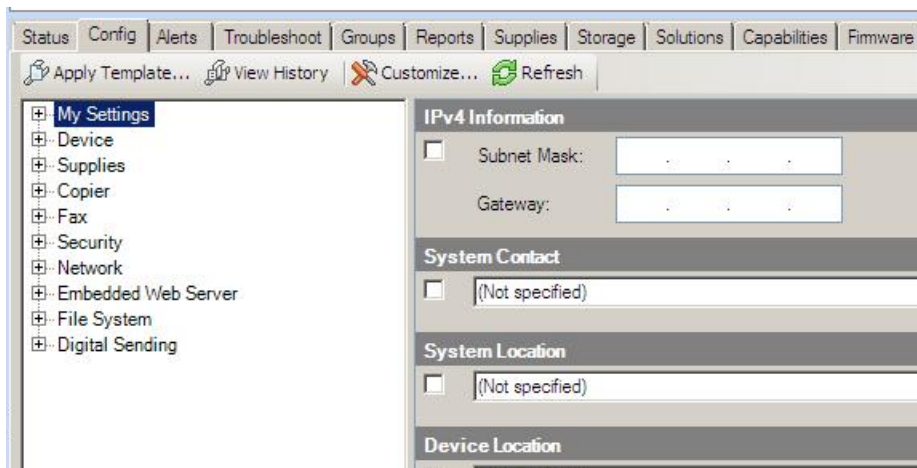 Status Config Alerts Troubleshoot Groups Reports Supplies Storage Solutions Capabilities Firmware
Apply Template... View History Customize... Refresh
My Settings
Device
Supplies
Copier
Fax
Security
Network
Embedded Web Server
File System
Digital Sending
IPv4 Information
Subnet Mask: . . .
Gateway: . . .
System Contact
(Not specified)
System Location
(Not specified)
Device Location